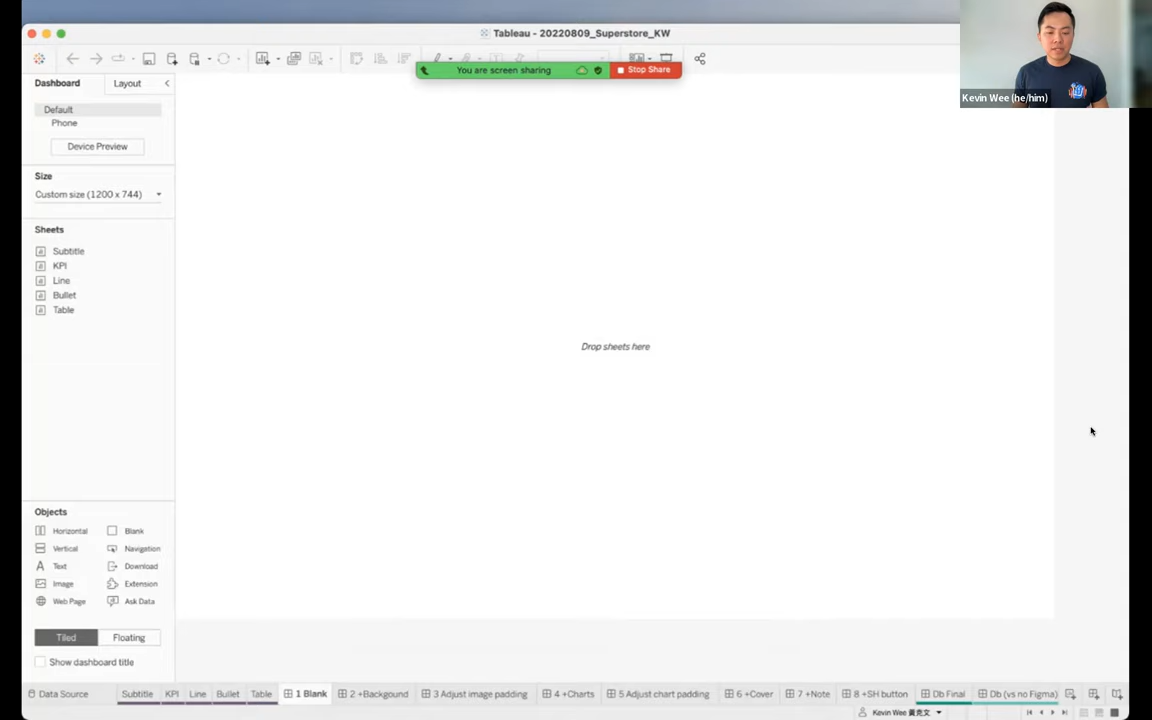 Tableau - 20220809_Superstore_KW
You are screen sharing
Stop Share
Kevin Wee (he/him)
Dashboard
Layout
Default
Phone
Device Preview
Size
Custom size (1200 x 744)
Sheets
Subtitle
KPI
Line
Bullet
Table
Drop sheets here
Objects
Horizontal
Blank
Vertical
Navigation
Text
Download
Image
Extension
Web Page
Ask Data
Tiled
Floating
Show dashboard title
Data Source
Subtitle
KPI
Line
Bullet
Table
1 Blank
2 +Background
3 Adjust image padding
4 +Charts
5 Adjust chart padding
6 +Cover
7 +Note
8 +SH button
Db Final
Db (vs no Figma)
Kevin Wee 黃克文